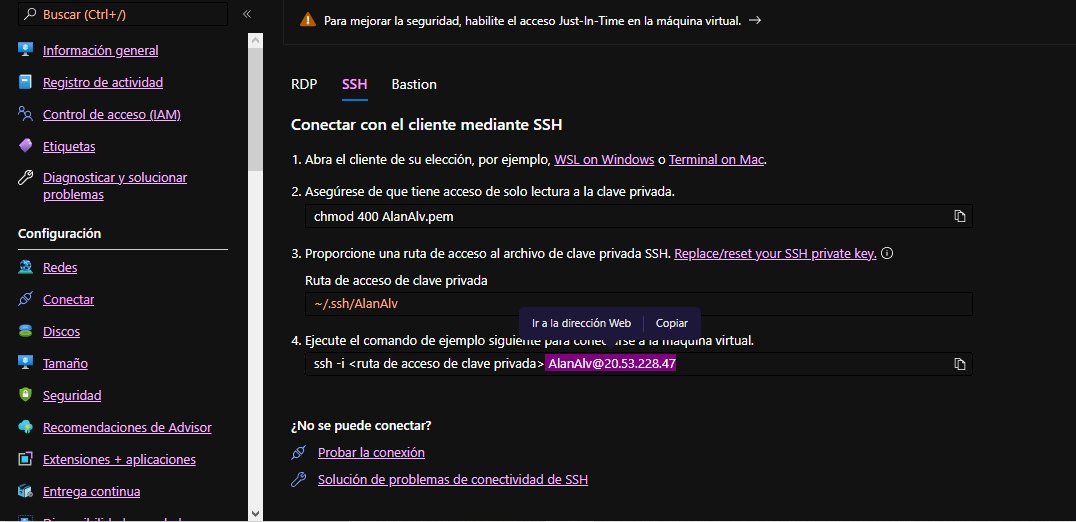 Buscar (Ctrl+/)
«
Información general
Registro de actividad
Control de acceso (IAM)
Etiquetas
Diagnosticar y solucionar
problemas
Configuración
Redes
Conectar
Discos
Tamaño
Seguridad
Recomendaciones de Advisor
Extensiones + aplicaciones
Entrega continua
Para mejorar la seguridad, habilite el acceso Just-In-Time en la máquina virtual. →
RDP SSH Bastion
Conectar con el cliente mediante SSH
1. Abra el cliente de su elección, por ejemplo, WSL on Windows o Terminal on Mac.
2. Asegúrese de que tiene acceso de solo lectura a la clave privada.
chmod 400 AlanAlv.pem
3. Proporcione una ruta de acceso al archivo de clave privada SSH. Replace/reset your SSH private key.
Ruta de acceso de clave privada
~/.ssh/AlanAlv
Ir a la dirección Web Copiar
4. Ejecute el comando de ejemplo siguiente para conectarse a la máquina virtual.
ssh -i <ruta de acceso de clave privada> AlanAlv@20.53.228.47
¿No se puede conectar?
Probar la conexión
Solución de problemas de conectividad de SSH